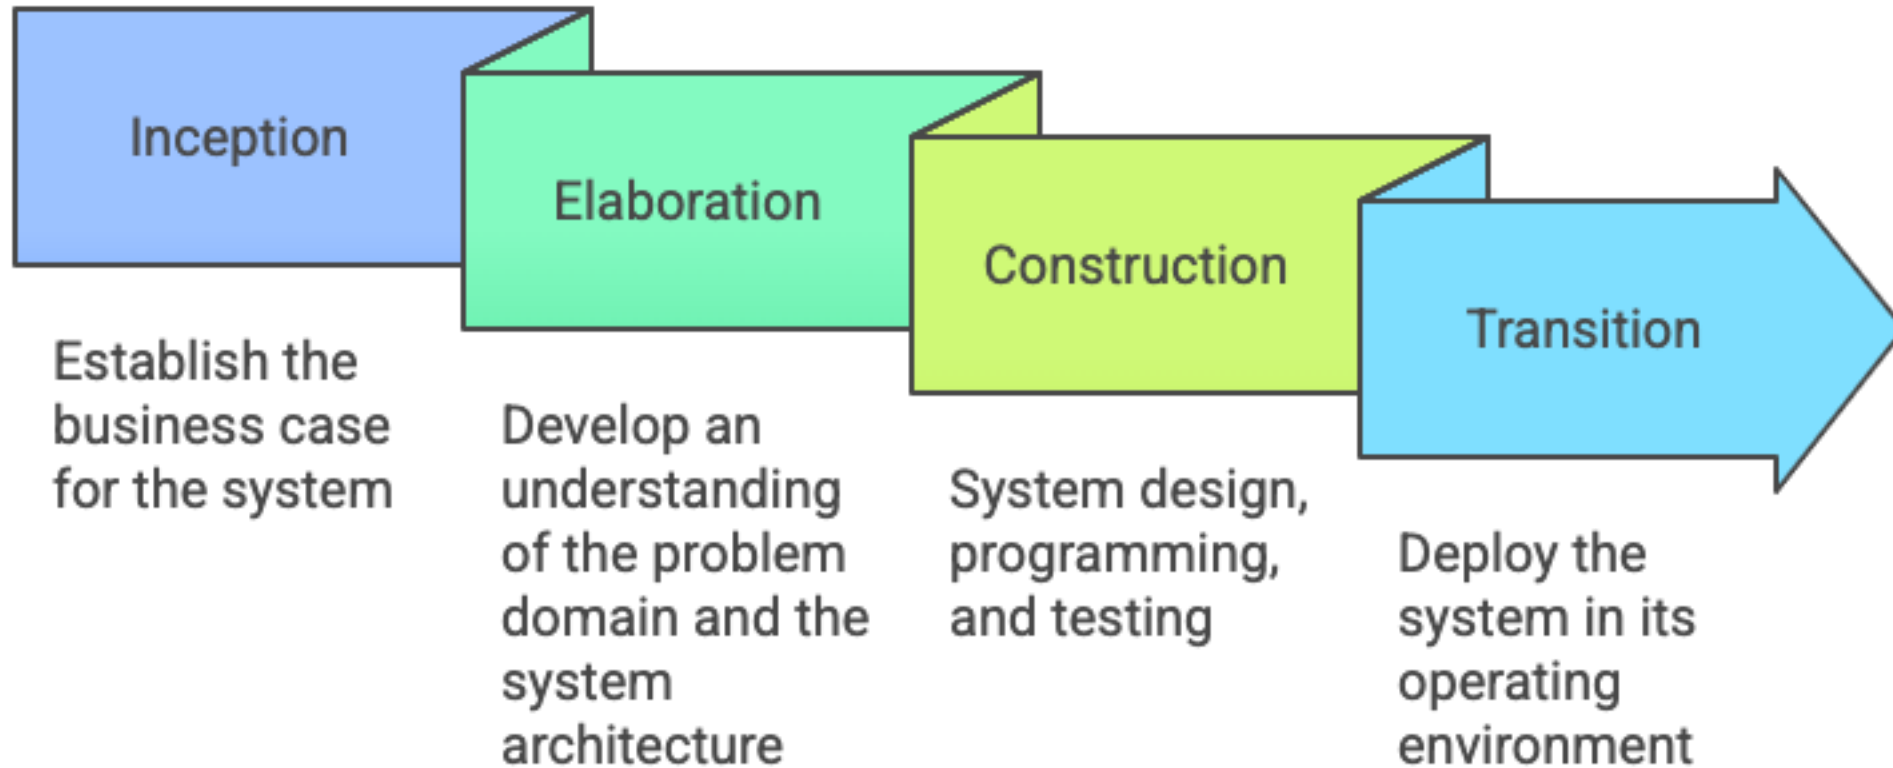 Inception
Establish the
business case
for the system
Elaboration
Develop an
understanding
of the problem
domain and the
system
architecture
Construction
System design,
programming,
and testing
Transition
Deploy the
system in its
operating
environment